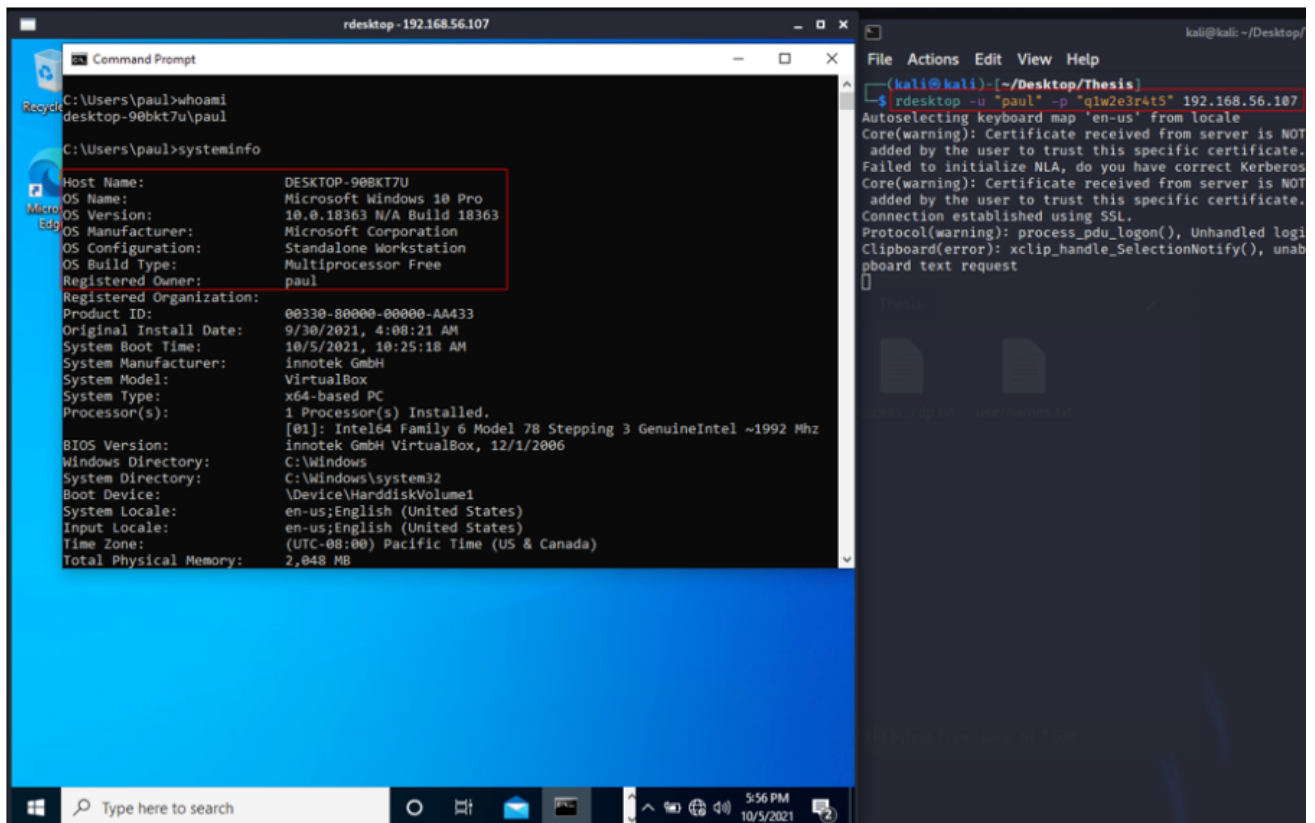 rdesktop - 192.168.56.107
Recycle
Micro
Edg
Command Prompt
C:\Users\paul>whoami
desktop-90bkt7u\paul
C:\Users\paul>systeminfo
Host Name: DESKTOP-90BKT7U
OS Name: Microsoft Windows 10 Pro
OS Version: 10.0.18363 N/A Build 18363
OS Manufacturer: Microsoft Corporation
OS Configuration: Standalone Workstation
OS Build Type: Multiprocessor Free
Registered Owner: paul
Registered Organization:
Product ID: 00330-80000-00000-AA433
Original Install Date: 9/30/2021, 4:08:21 AM
System Boot Time: 10/5/2021, 10:25:18 AM
System Manufacturer: innotek GmbH
System Model: VirtualBox
System Type: x64-based PC
Processor(s): 1 Processor(s) Installed.
[01]: Intel64 Family 6 Model 78 Stepping 3 GenuineIntel ~1992 Mhz
BIOS Version: innotek GmbH VirtualBox, 12/1/2006
Windows Directory: C:\Windows
System Directory: C:\Windows\system32
Boot Device: \Device\HarddiskVolume1
System Locale: en-us;English (United States)
Input Locale: en-us;English (United States)
Time Zone: (UTC-08:00) Pacific Time (US & Canada)
Total Physical Memory: 2,048 MB
Type here to search
5:56 PM
10/5/2021
2
kali@kali: ~/Desktop/
File Actions Edit View Help
(kali㉿kali)-[~/Desktop/Thesis]
$ rdesktop -u "paul" -p "q1w2e3r4t5" 192.168.56.107
Autoselecting keyboard map 'en-us' from locale
Core(warning): Certificate received from server is NOT
added by the user to trust this specific certificate.
Failed to initialize NLA, do you have correct Kerberos
Core(warning): Certificate received from server is NOT
added by the user to trust this specific certificate.
Connection established using SSL.
Protocol(warning): process_pdu_logon(), Unhandled logi
Clipboard(error): xclip_handle_SelectionNotify(), unab
pboard text request
Thesis
usernames.txt